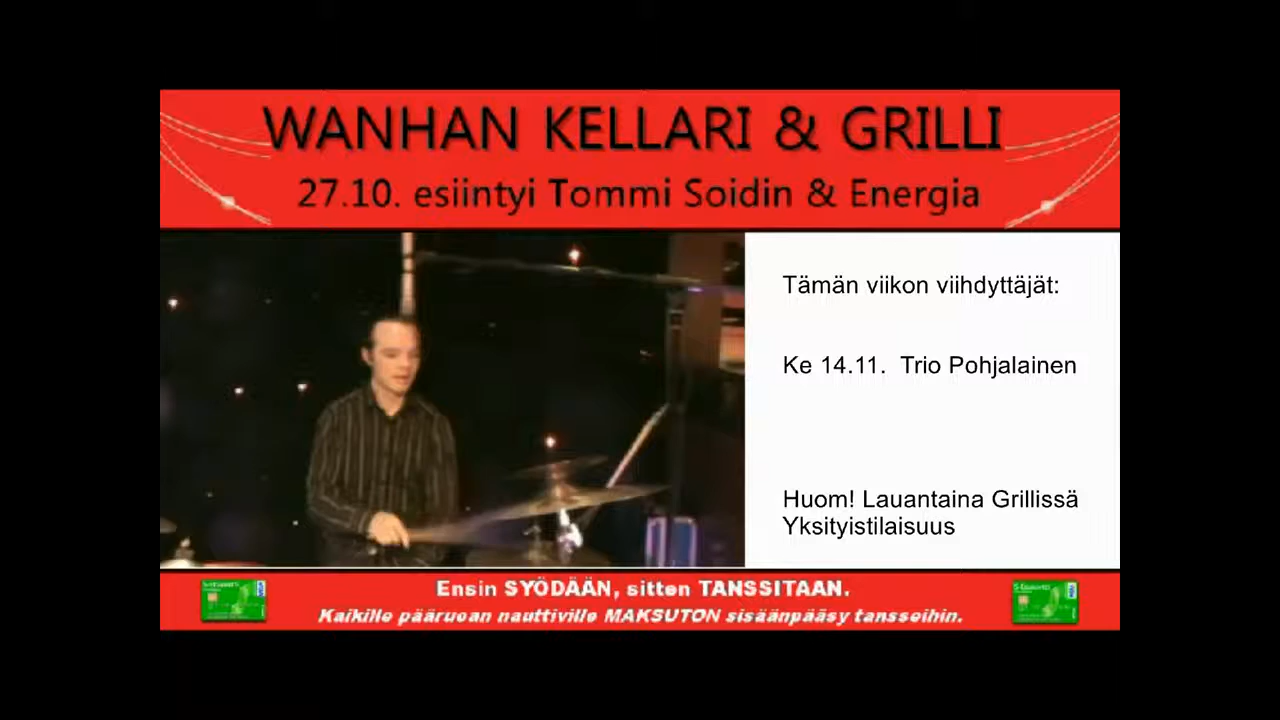 WANHAN KELLARI & GRILLI
27.10. esiintyi Tommi Soidin & Energia
Tämän viikon viihdyttäjät:
Ke 14.11. Trio Pohjalainen
Huom! Lauantaina Grillissä
Yksityistilaisuus
Ensin SYÖDÄÄN, sitten TANSSITAAN.
Kaikille pääruoan nauttiville MAKSUTON sisäänpääsy tansseihin.